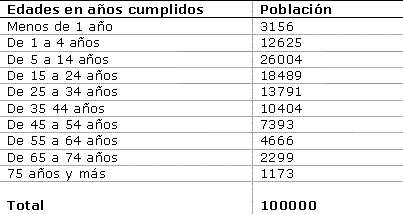 Edades en años cumplidos Población
Menos de 1 año 3156
De 1 a 4 años 12625
De 5 a 14 años 26004
De 15 a 24 años 18489
De 25 a 34 años 13791
De 35 44 años 10404
De 45 a 54 años 7393
De 55 a 64 años 4666
De 65 a 74 años 2299
75 años y más 1173
Total 100000